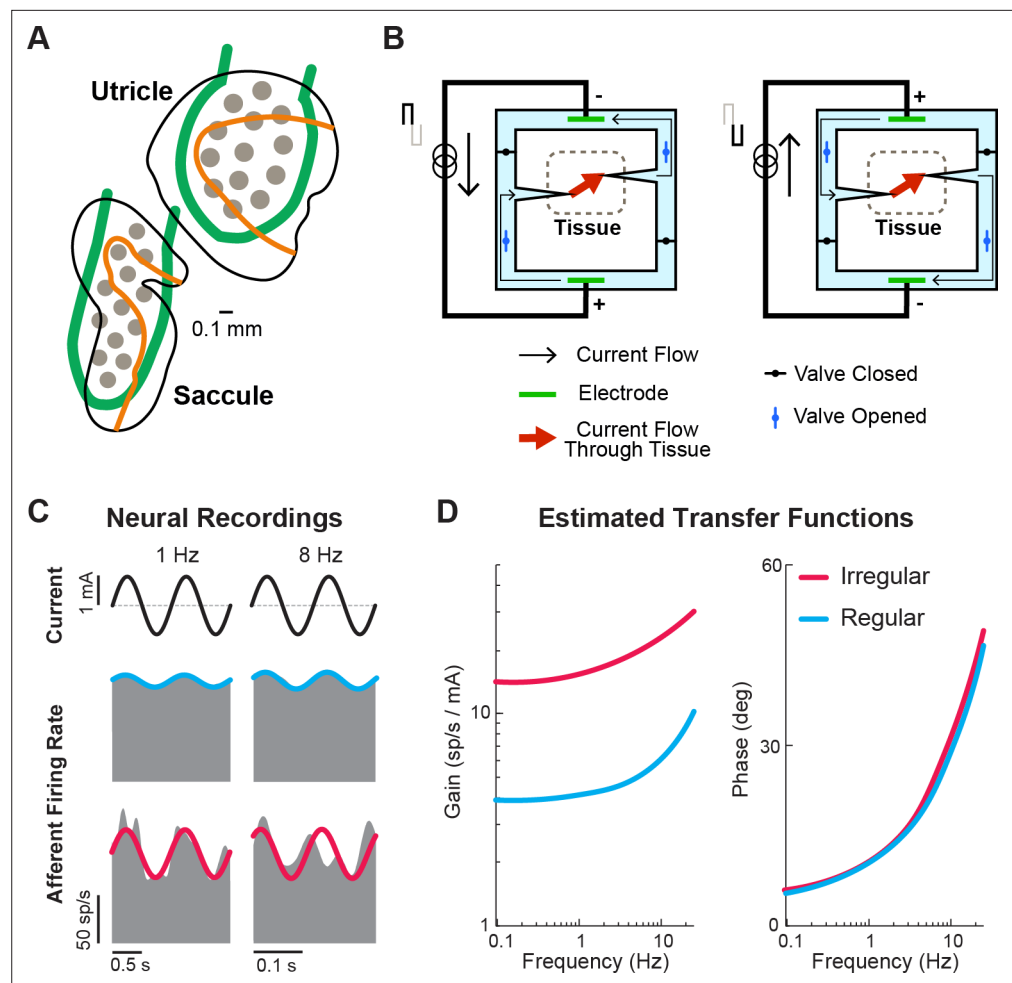 A
Utricle
0.1 mm
Saccule
B
-
+
Tissue
Tissue
+
-
Current Flow
Electrode
Current Flow
Through Tissue
Valve Closed
Valve Opened
C
Neural Recordings
1 Hz
8 Hz
Current
1 mA
Afferent Firing Rate
50 sp/s
0.5 s
0.1 s
D
Estimated Transfer Functions
Gain (sp/s / mA)
10
1
0.1
1
10
Frequency (Hz)
Phase (deg)
60
30
0
Irregular
Regular
0.1
1
10
Frequency (Hz)